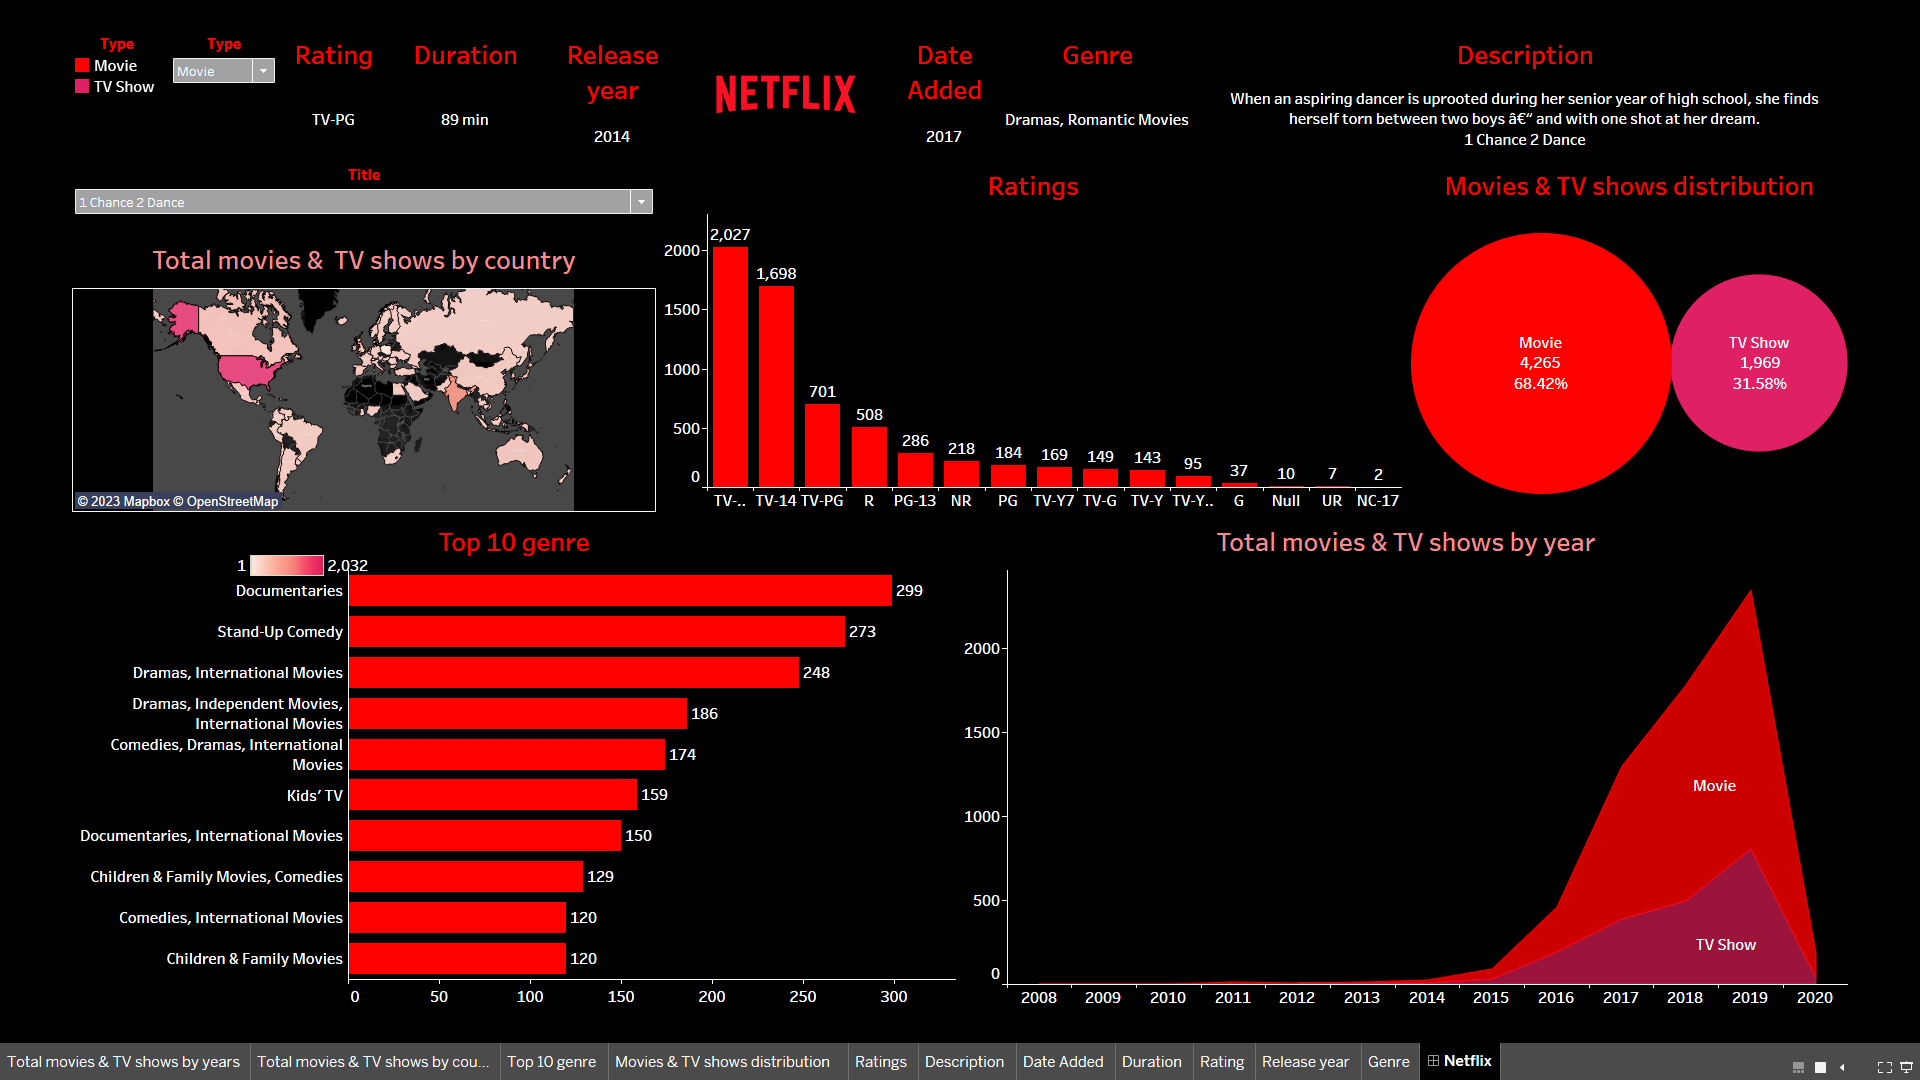 Type
Movie
TV Show
Type
Movie
Rating
TV-PG
Duration
89 min
Release
year
2014
NETFLIX
Date
Added
2017
Genre
Dramas, Romantic Movies
Description
When an aspiring dancer is uprooted during her senior year of high school, she finds
herself torn between two boys â€“ and with one shot at her dream.
1 Chance 2 Dance
Title
1 Chance 2 Dance
Total movies & TV shows by country
© 2023 Mapbox © OpenStreetMap
Ratings
2000
1500
1000
500
0
2,027
1,698
701
508
286
218
184
169
149
143
95
37
10
7
2
TV-..
TV-14
TV-PG
R
PG-13
NR
PG
TV-Y7
TV-G
TV-Y
TV-Y..
G
Null
UR
NC-17
Movies & TV shows distribution
Movie
4,265
68.42%
TV Show
1,969
31.58%
Top 10 genre
1
2,032
Documentaries
299
Stand-Up Comedy
273
Dramas, International Movies
248
Dramas, Independent Movies,
International Movies
186
Comedies, Dramas, International
Movies
174
Kids’ TV
159
Documentaries, International Movies
150
Children & Family Movies, Comedies
129
Comedies, International Movies
120
Children & Family Movies
120
0
50
100
150
200
250
300
Total movies & TV shows by year
2000
1500
1000
500
0
Movie
TV Show
2008
2009
2010
2011
2012
2013
2014
2015
2016
2017
2018
2019
2020
Total movies & TV shows by years
Total movies & TV shows by cou...
Top 10 genre
Movies & TV shows distribution
Ratings
Description
Date Added
Duration
Rating
Release year
Genre
Netflix